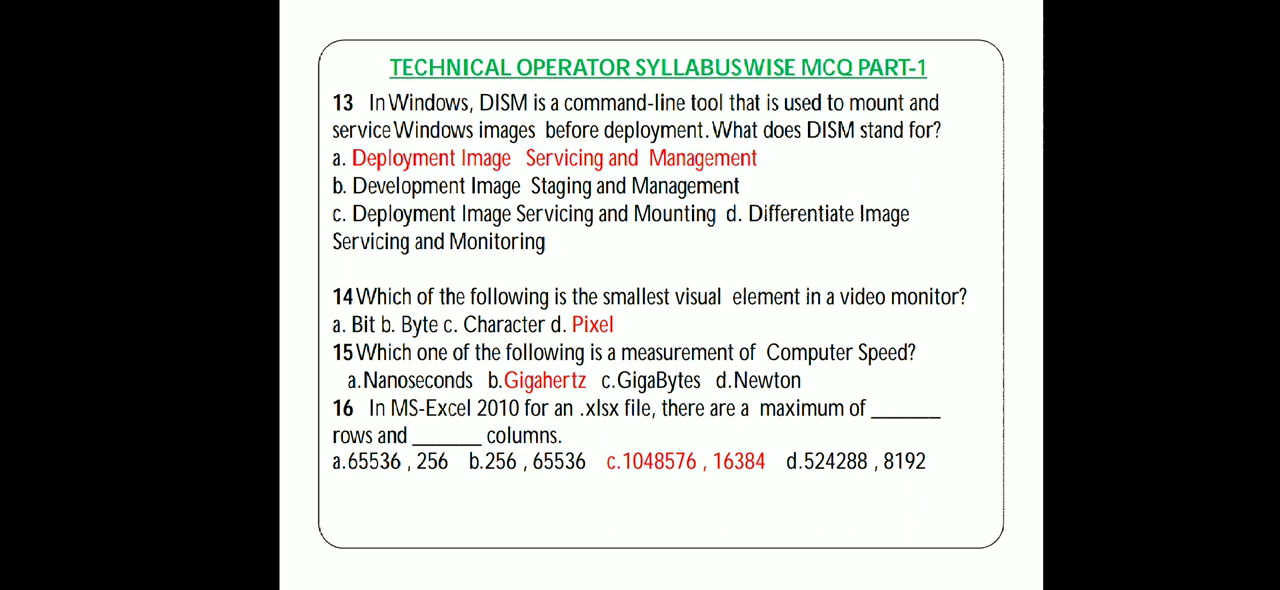 TECHNICAL OPERATOR SYLLABUSWISE MCQ PART-1
13 In Windows, DISM is a command-line tool that is used to mount and
service Windows images before deployment. What does DISM stand for?
a. Deployment Image Servicing and Management
b. Development Image Staging and Management
c. Deployment Image Servicing and Mounting d. Differentiate Image
Servicing and Monitoring
14 Which of the following is the smallest visual element in a video monitor?
a. Bit b. Byte c. Character d. Pixel
15 Which one of the following is a measurement of Computer Speed?
a.Nanoseconds b.Gigahertz c.GigaBytes d.Newton
16 In MS-Excel 2010 for an .xlsx file, there are a maximum of _______
rows and _______ columns.
a.65536 , 256 b.256 , 65536 c.1048576 , 16384 d.524288 , 8192